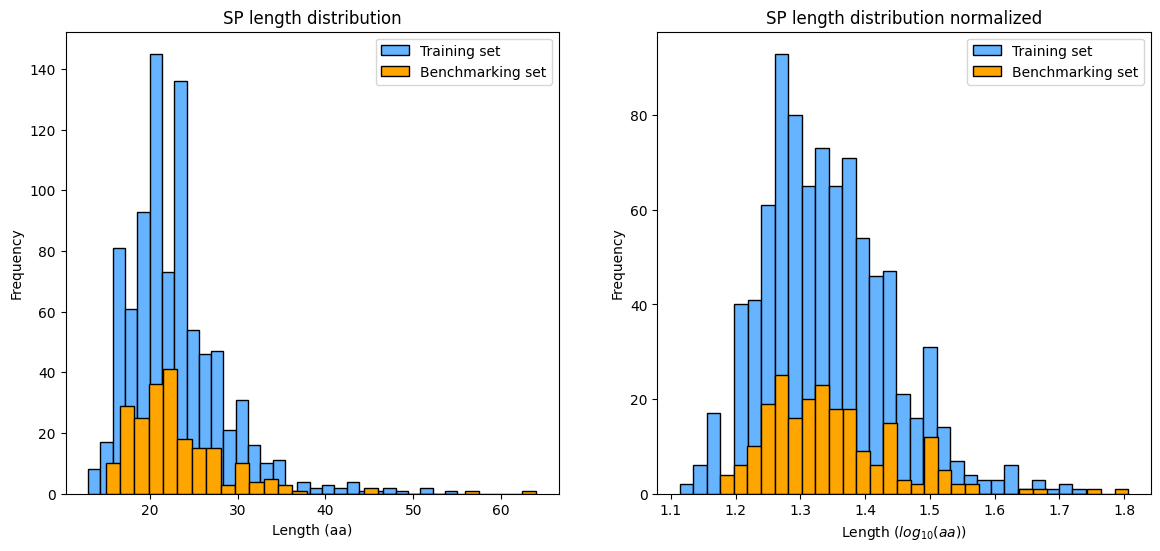 SP length distribution
Training set
Benchmarking set
Frequency
0
20
40
60
80
100
120
140
20
30
40
50
60
Length (aa)
SP length distribution normalized
Training set
Benchmarking set
Frequency
0
20
40
60
80
1.1
1.2
1.3
1.4
1.5
1.6
1.7
1.8
Length (log10(aa))